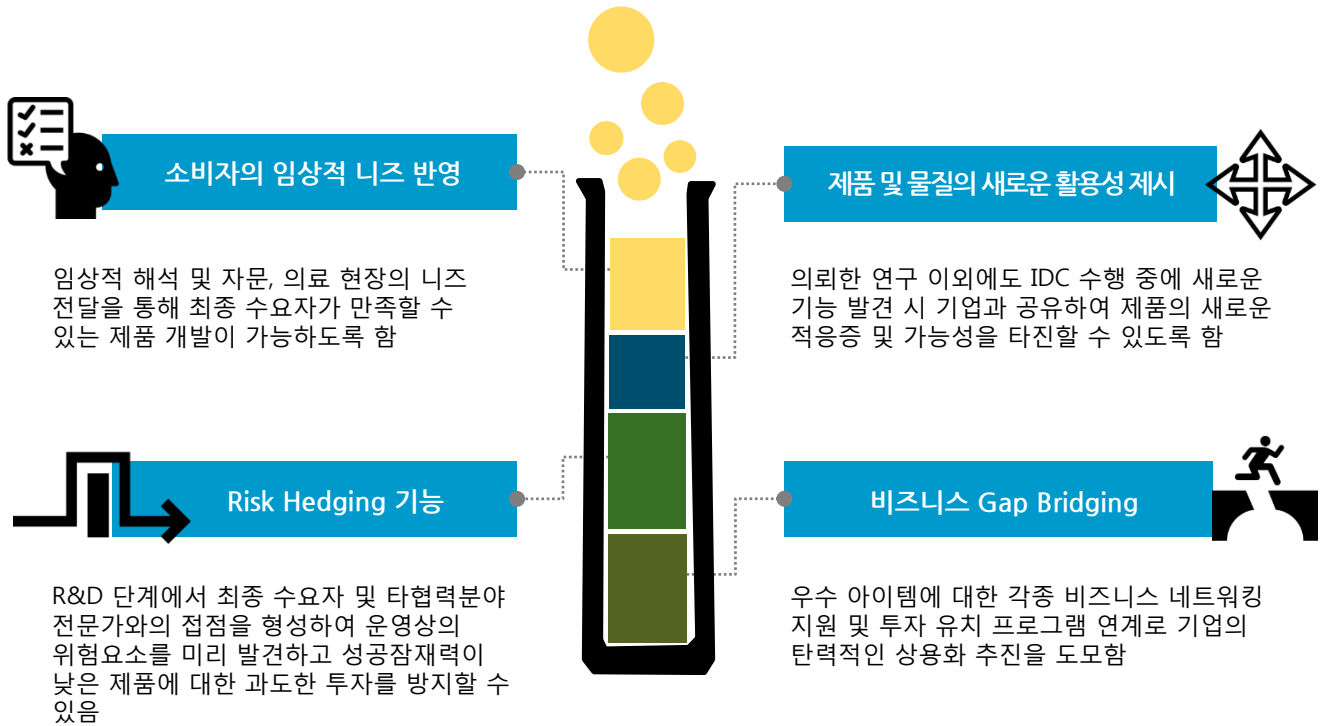 소비자의 임상적 니즈 반영
임상적 해석 및 자문, 의료 현장의 니즈
전달을 통해 최종 수요자가 만족할 수
있는 제품 개발이 가능하도록 함
제품 및 물질의 새로운 활용성 제시
의뢰한 연구 이외에도 IDC 수행 중에 새로운
기능 발견 시 기업과 공유하여 제품의 새로운
적응증 및 가능성을 타진할 수 있도록 함
Risk Hedging 기능
R&D 단계에서 최종 수요자 및 타협력분야
전문가와의 접점을 형성하여 운영상의
위험요소를 미리 발견하고 성공잠재력이
낮은 제품에 대한 과도한 투자를 방지할 수
있음
비즈니스 Gap Bridging
우수 아이템에 대한 각종 비즈니스 네트워킹
지원 및 투자 유치 프로그램 연계로 기업의
탄력적인 상용화 추진을 도모함